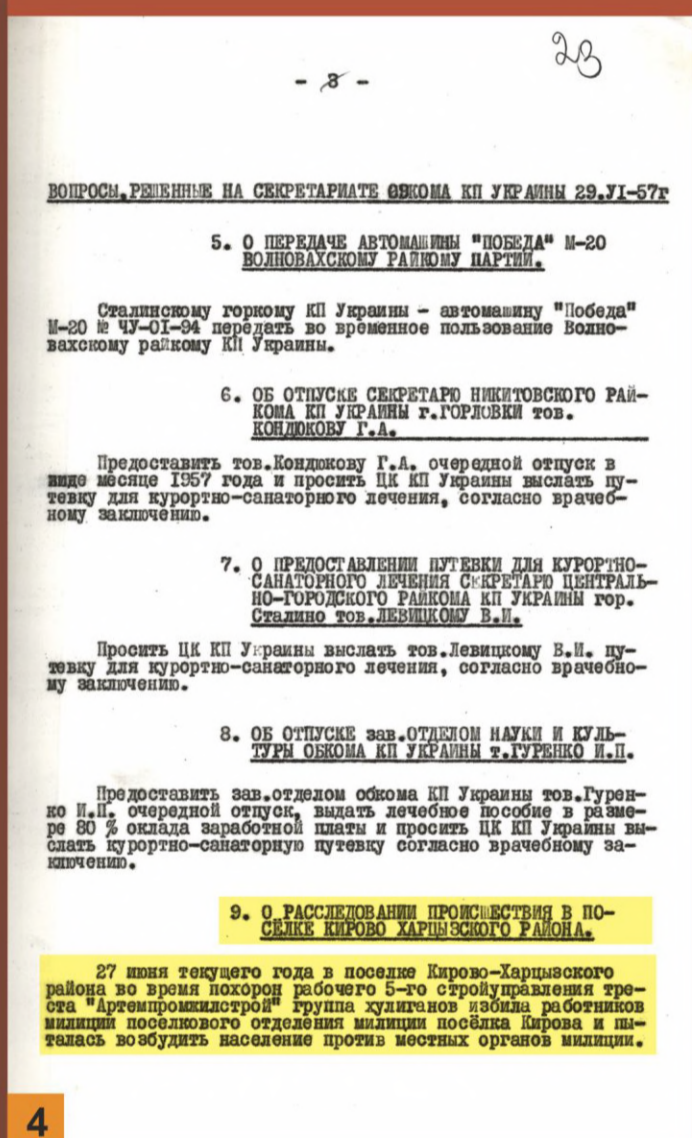 23
- 3 -
ВОПРОСЫ, РЕШЕННЫЕ НА СЕКРЕТАРИАТЕ ОБКОМА КП УКРАИНЫ 29.УІ-57г
5. О ПЕРЕДАЧЕ АВТОМАШИНЫ "ПОБЕДА" М-20
ВОЛНОВАХСКОМУ РАЙКОМУ ПАРТИИ.
Сталинскому горкому КП Украины - автомашину "Победа"
М-20 № ЧУ-01-94 передать во временное пользование Волно-
вахскому райкому КП Украины.
6. ОБ ОТПУСКЕ СЕКРЕТАРЮ НИКИТОВСКОГО РАЙ-
КОМА КП УКРАИНЫ г.ГОРЛОВКИ тов.
КОНДЮКОВУ Г.А.
Предоставить тов.Кондюкову Г.А. очередной отпуск в
месяце 1957 года и просить ЦК КП Украины выслать пу-
тевку для курортно-санаторного лечения, согласно врачеб-
ному заключению.
7. О ПРЕДОСТАВЛЕНИИ ПУТЕВКИ ДЛЯ КУРОРТНО-
САНАТОРНОГО ЛЕЧЕНИЯ СЕКРЕТАРЮ ЦЕНТРАЛЬ-
НО-ГОРОДСКОГО РАЙКОМА КП УКРАИНЫ гор.
Сталино тов.ЛЕВИЦКОМУ В.И.
Просить ЦК КП Украины выслать тов.Левицкому В.И. пу-
тевку для курортно-санаторного лечения, согласно врачебно-
му заключению.
8. ОБ ОТПУСКЕ зав.ОТДЕЛОМ НАУКИ И КУЛЬ-
ТУРЫ ОБКОМА КП УКРАИНЫ т.ГУРЕНКО И.П.
Предоставить зав.отделом обкома КП Украины тов.Гурен-
ко И.П. очередной отпуск, выдать лечебное пособие в разме-
ре 80 % оклада заработной платы и просить ЦК КП Украины вы-
слать курортно-санаторную путевку согласно врачебному за-
ключению.
9. О РАССЛЕДОВАНИИ ПРОИСШЕСТВИЯ В ПО-
СЁЛКЕ КИРОВО ХАРЦЫЗСКОГО РАЙОНА.
27 июня текущего года в поселке Кирово-Харцызского
района во время похорон рабочего 5-го стройуправления тре-
ста "Артемпромжилстрой" группа хулиганов избила работников
милиции поселкового отделения милиции посёлка Кирова и пы-
талась возбудить население против местных органов милиции.
4